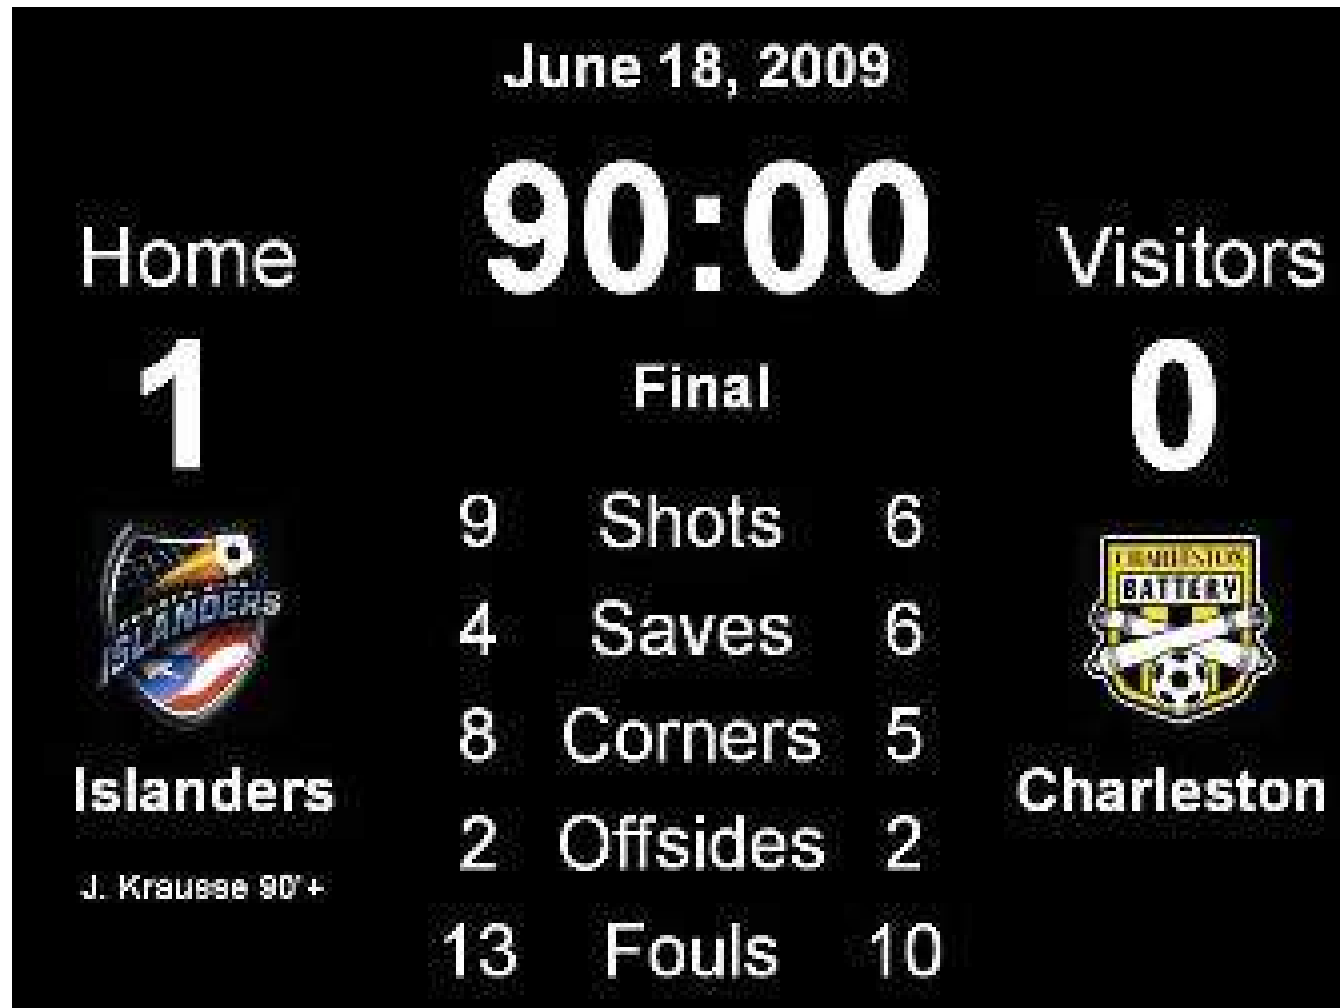 June 18, 2009
90:00
Home
Visitors
1
0
Final
9 Shots 6
4 Saves 6
8 Corners 5
2 Offsides 2
13 Fouls 10
ISLANDERS
Islanders
J. Krausse 90'+
CHARLESTON
BATTERY
Charleston